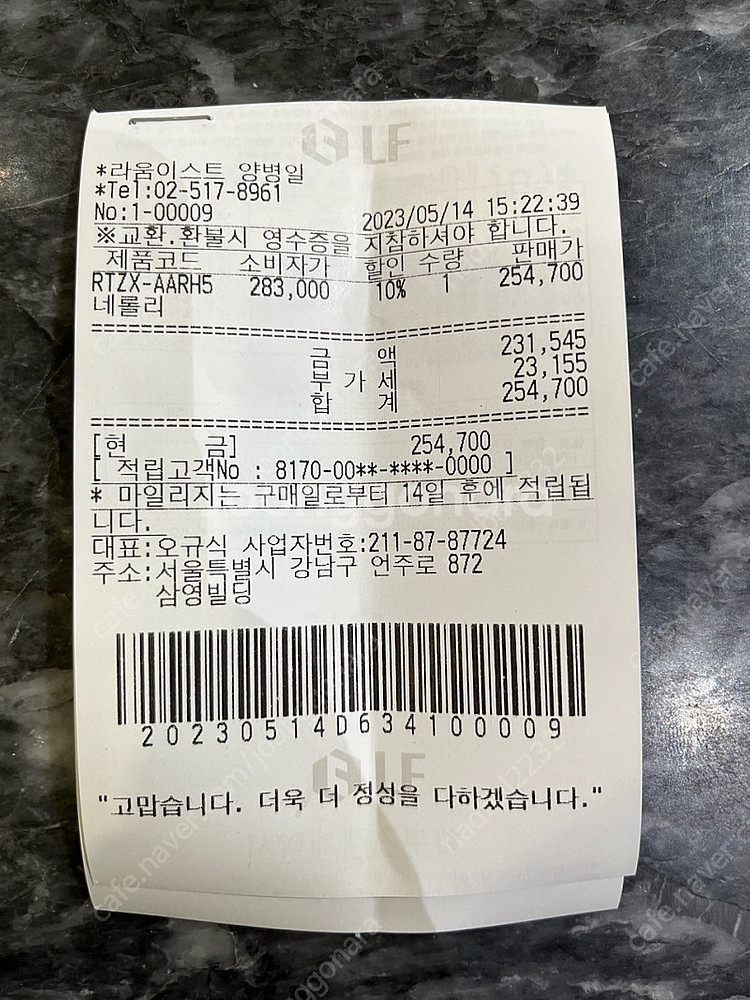 LF
*라움이스트 양병일
*Tel:02-517-8961
No:1-00009 2023/05/14 15:22:39
※교환.환불시 영수증을 지참하셔야 합니다.
제품코드 소비자가 할인 수량 판매가
RTZX-AARH5 283,000 10% 1 254,700
네롤리
금 액 231,545
부 가 세 23,155
합 계 254,700
[현 금] 254,700
[ 적립고객No : 8170-00**-****-0000 ]
* 마일리지는 구매일로부터 14일 후에 적립됩
니다.
대표:오규식 사업자번호:211-87-87724
주소:서울특별시 강남구 언주로 872
삼영빌딩
20230514D634100009
LF
"고맙습니다. 더욱 더 정성을 다하겠습니다."